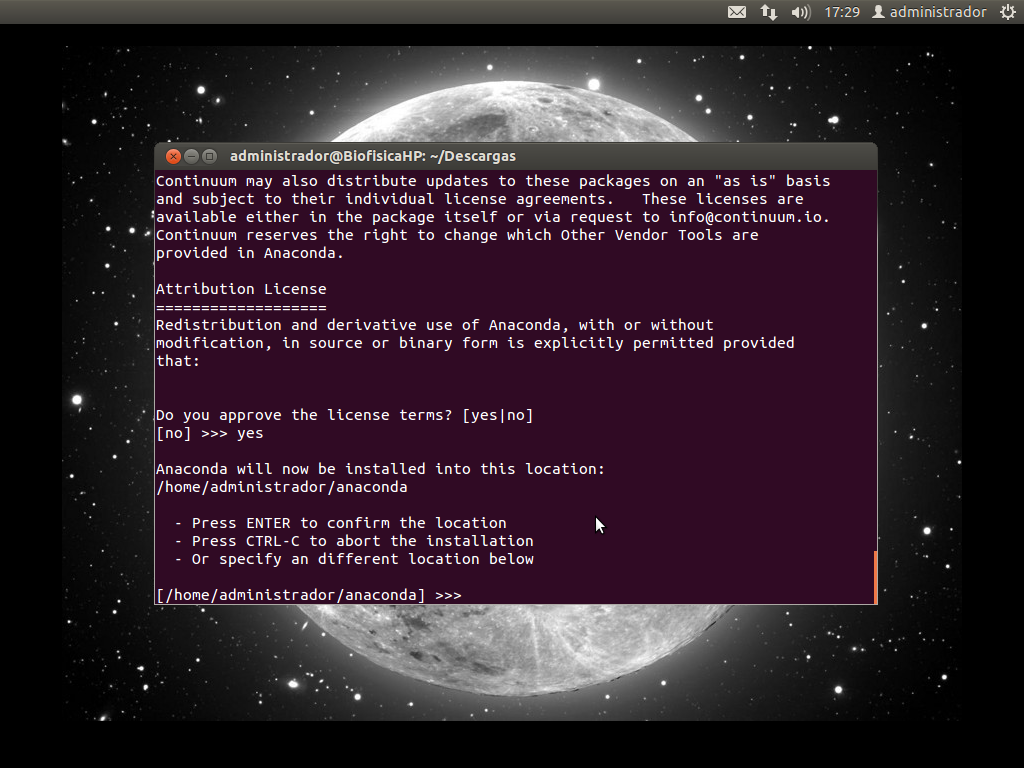 17:29 administrador
administrador@BiofisicaHP: ~/Descargas
Continuum may also distribute updates to these packages on an "as is" basis
and subject to their individual license agreements.   These licenses are
available either in the package itself or via request to info@continuum.io.
Continuum reserves the right to change which Other Vendor Tools are
provided in Anaconda.
Attribution License
===================
Redistribution and derivative use of Anaconda, with or without
modification, in source or binary form is explicitly permitted provided
that:
Do you approve the license terms? [yes|no]
[no] >>> yes
Anaconda will now be installed into this location:
/home/administrador/anaconda
- Press ENTER to confirm the location
- Press CTRL-C to abort the installation
- Or specify an different location below
[/home/administrador/anaconda] >>>